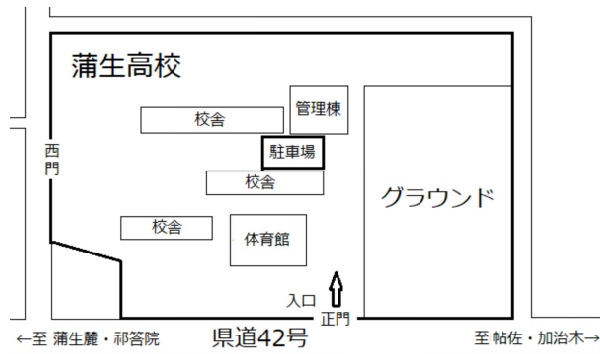 蒲生高校
管理棟
校舎
駐車場
西門
校舎
グラウンド
校舎
体育館
入口
正門
←至 蒲生麓・祁答院
県道42号
至 帖佐・加治木→